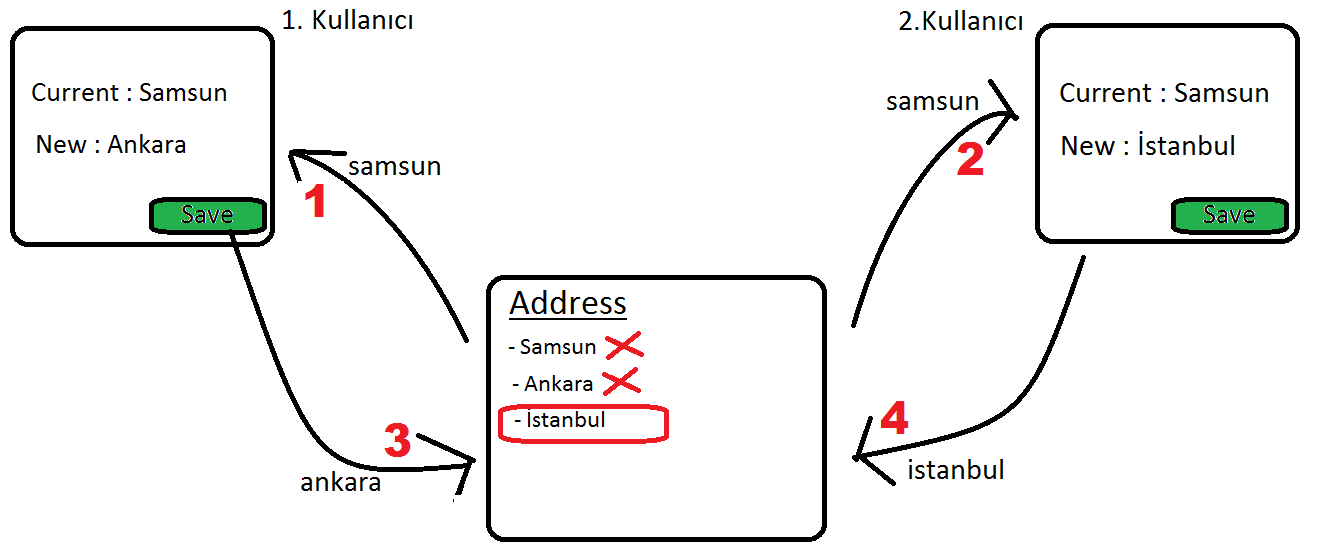 1. Kullanıcı
Current : Samsun
New : Ankara
Save
samsun
1
2.Kullanıcı
samsun
2
Current : Samsun
New : İstanbul
Save
Address
- Samsun
- Ankara
- İstanbul
3
ankara
4
istanbul